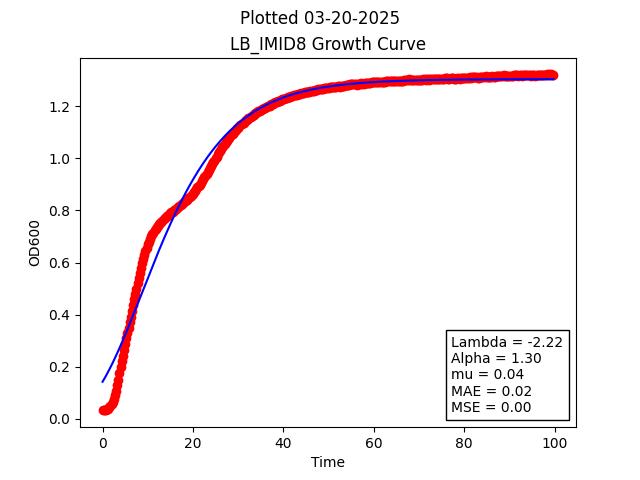 Plotted 03-20-2025
LB_IMID8 Growth Curve
OD600
1.2
1.0
0.8
0.6
0.4
0.2
0.0
Lambda = -2.22
Alpha = 1.30
mu = 0.04
MAE = 0.02
MSE = 0.00
0 20 40 60 80 100
Time